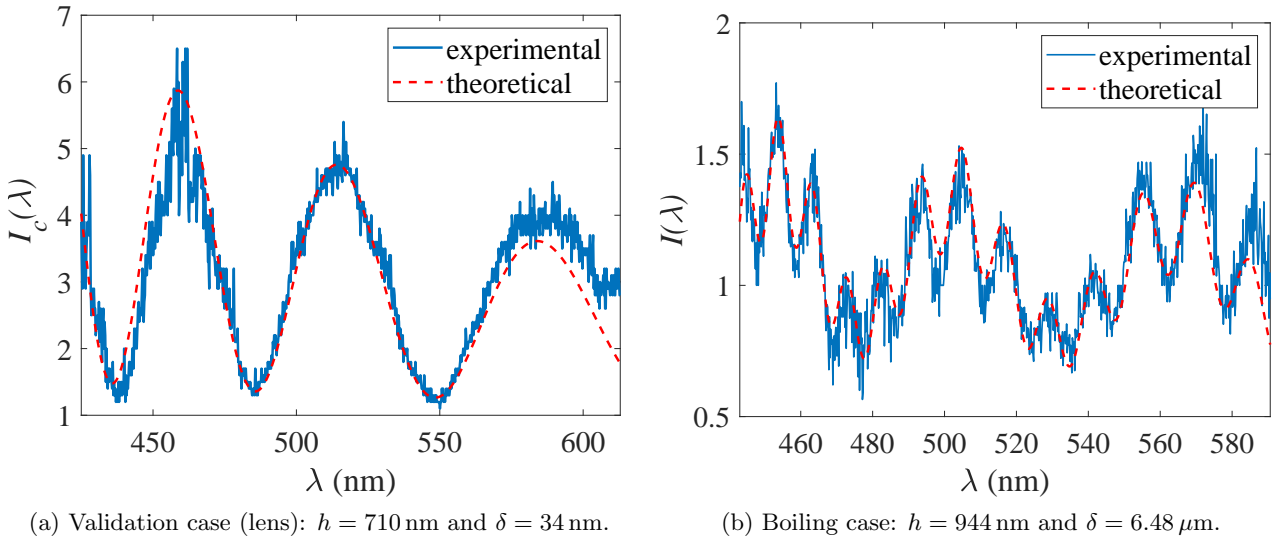 7
6
5
4
3
2
1
450
500
550
600
I_c(λ)
λ (nm)
experimental
theoretical
(a) Validation case (lens): h = 710 nm and δ = 34 nm.
2
1.5
1
0.5
460
480
500
520
540
560
580
I(λ)
λ (nm)
experimental
theoretical
(b) Boiling case: h = 944 nm and δ = 6.48 μm.